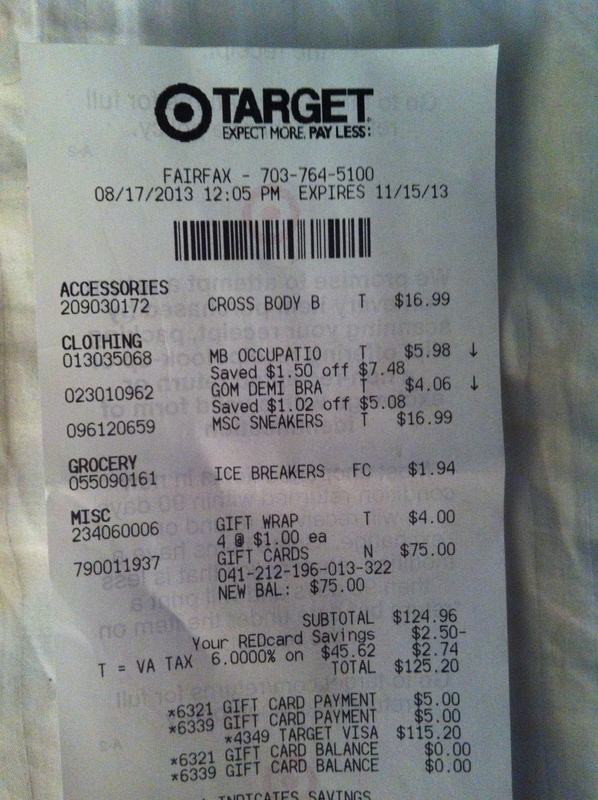 TARGET
EXPECT MORE. PAY LESS:
FAIRFAX - 703-764-5100
08/17/2013 12:05 PM EXPIRES 11/15/13
ACCESSORIES
209030172 CROSS BODY B T $16.99
CLOTHING
013035068 MB OCCUPATIO T $5.98 ↓
Saved $1.50 off $7.48
023010962 GOM DEMI BRA T $4.06 ↓
Saved $1.02 off $5.08
096120659 MSC SNEAKERS T $16.99
GROCERY
055090161 ICE BREAKERS FC $1.94
MISC
234060006 GIFT WRAP T $4.00
4 @ $1.00 ea
790011937 GIFT CARDS N $75.00
041-212-196-013-322
NEW BAL: $75.00
SUBTOTAL $124.96
Your REDcard Savings $2.50-
T = VA TAX 6.0000% on $45.62 $2.74
TOTAL $125.20
*6321 GIFT CARD PAYMENT $5.00
*6339 GIFT CARD PAYMENT $5.00
*4349 TARGET VISA $115.20
*6321 GIFT CARD BALANCE $0.00
*6339 GIFT CARD BALANCE $0.00
INDICATES SAVINGS